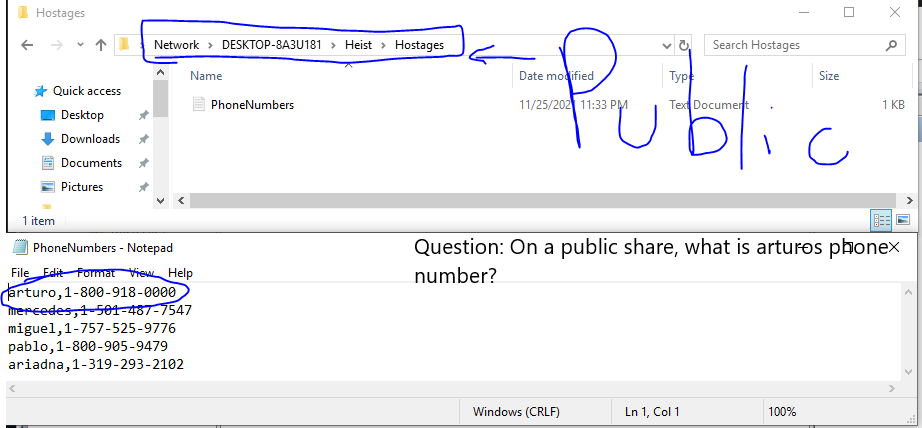 Hostages
Network > DESKTOP-8A3U181 > Heist > Hostages
Search Hostages
Public
Name Date modified Type Size
Quick access
Desktop
Downloads
Documents
Pictures
PhoneNumbers 11/25/2021 11:33 PM Text Document 1 KB
1 item
PhoneNumbers - Notepad
File Edit Format View Help
Question: On a public share, what is arturos phone
number?
arturo,1-800-918-0000
mercedes,1-501-487-7547
miguel,1-757-525-9776
pablo,1-800-905-9479
ariadna,1-319-293-2102
Windows (CRLF) Ln 1, Col 1 100%